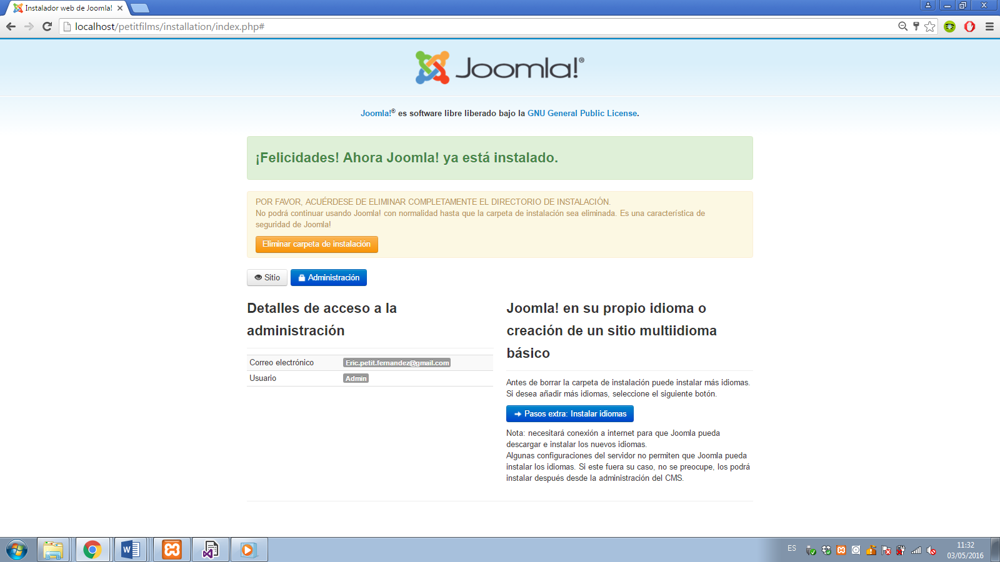 Instalador web de Joomla!
localhost/petitfilms/installation/index.php#
Joomla!®
Joomla!® es software libre liberado bajo la GNU General Public License.
¡Felicidades! Ahora Joomla! ya está instalado.
POR FAVOR, ACUÉRDESE DE ELIMINAR COMPLETAMENTE EL DIRECTORIO DE INSTALACIÓN.
No podrá continuar usando Joomla! con normalidad hasta que la carpeta de instalación sea eliminada. Es una característica de
seguridad de Joomla!
Eliminar carpeta de instalación
Sitio
Administración
Detalles de acceso a la
administración
Correo electrónico Eric.petit.fernandez@gmail.com
Usuario Admin
Joomla! en su propio idioma o
creación de un sitio multiidioma
básico
Antes de borrar la carpeta de instalación puede instalar más idiomas.
Si desea añadir más idiomas, seleccione el siguiente botón.
Pasos extra: Instalar idiomas
Nota: necesitará conexión a internet para que Joomla pueda
descargar e instalar los nuevos idiomas.
Algunas configuraciones del servidor no permiten que Joomla pueda
instalar los idiomas. Si este fuera su caso, no se preocupe, los podrá
instalar después desde la administración del CMS.
ES
11:32
03/05/2016